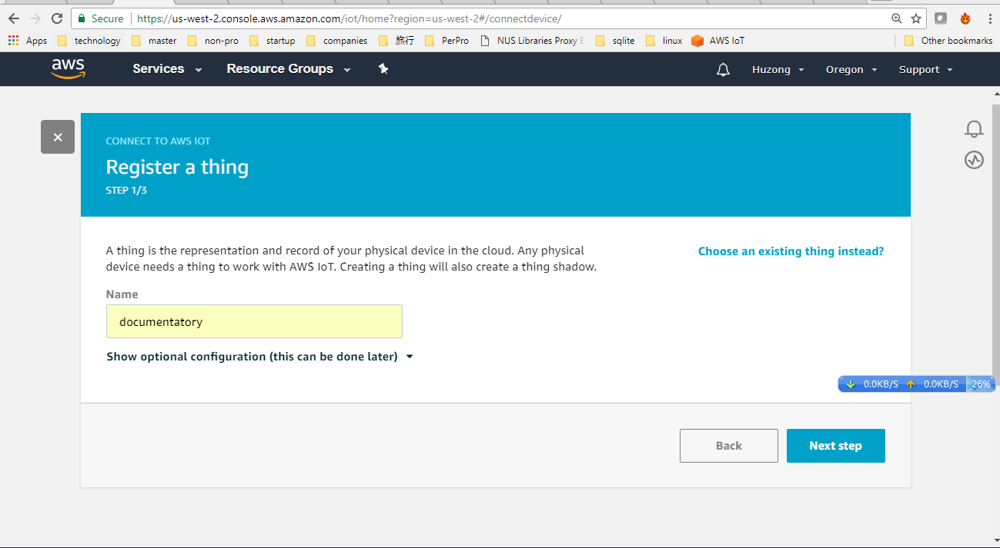 Secure https://us-west-2.console.aws.amazon.com/iot/home?region=us-west-2#/connectdevice/
Apps technology master non-pro startup companies 旅行 PerPro NUS Libraries Proxy sqlite linux AWS IoT Other bookmarks
aws Services Resource Groups Huzong Oregon Support
CONNECT TO AWS IOT
Register a thing
STEP 1/3
A thing is the representation and record of your physical device in the cloud. Any physical
device needs a thing to work with AWS IoT. Creating a thing will also create a thing shadow.
Choose an existing thing instead?
Name
documentatory
Show optional configuration (this can be done later)
0.0KB/S 0.0KB/S 26%
Back Next step